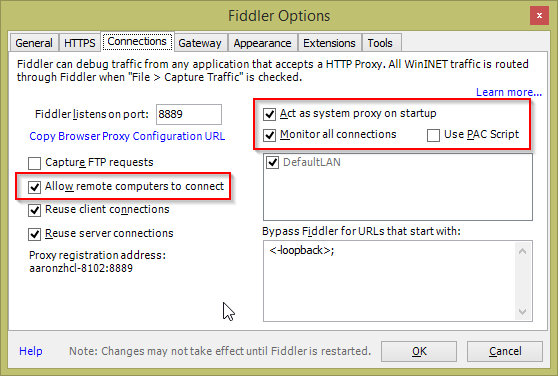 Fiddler Options
x
General HTTPS Connections Gateway Appearance Extensions Tools
Fiddler can debug traffic from any application that accepts a HTTP Proxy. All WinINET traffic is routed
through Fiddler when "File > Capture Traffic" is checked.
Learn more...
Fiddler listens on port: 8889
Copy Browser Proxy Configuration URL
Capture FTP requests
Allow remote computers to connect
Reuse client connections
Reuse server connections
Proxy registration address:
aaronzhcl-8102:8889
Act as system proxy on startup
Monitor all connections Use PAC Script
DefaultLAN
Bypass Fiddler for URLs that start with:
<-loopback>;
Help Note: Changes may not take effect until Fiddler is restarted. OK Cancel